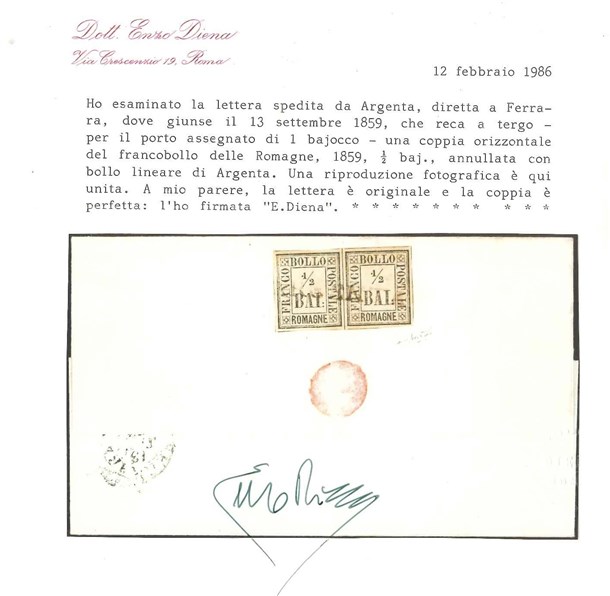 Dott. Enzo Diena
Via Crescenzio 19, Roma
12 febbraio 1986
Ho esaminato la lettera spedita da Argenta, diretta a Ferra-
ra, dove giunse il 13 settembre 1859, che reca a tergo -
per il porto assegnato di 1 bajocco - una coppia orizzontale
del francobollo delle Romagne, 1859, ½ baj., annullata con
bollo lineare di Argenta. Una riproduzione fotografica è qui
unita. A mio parere, la lettera è originale e la coppia è
perfetta: l'ho firmata "E.Diena". * * * * * * * * * *
FRANCO BOLLO POSTALE
1/2
BAI.
ROMAGNE
FRANCO BOLLO POSTALE
1/2
BAI.
ROMAGNE